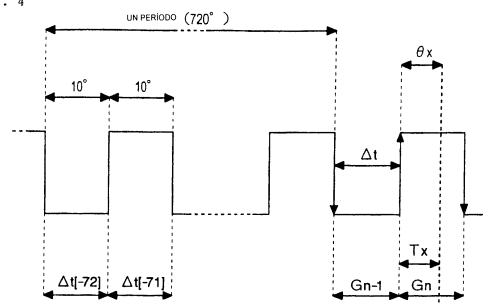 . 4
UN PERÍODO (720°)
θx
10° 10°
Δt
Tx
Δt[-72] Δt[-71] Gn-1 Gn